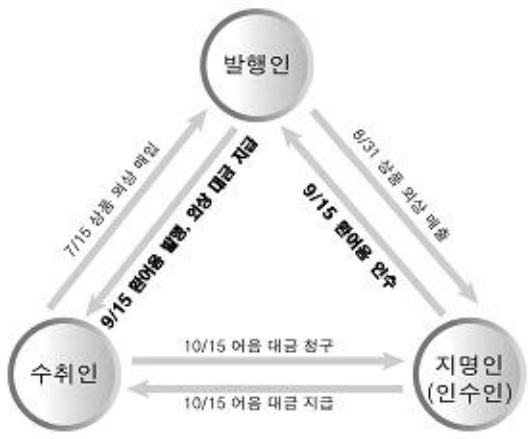 발행인
7/15 상품 외상 매입
9/15 환어음 발행, 외상 대금 지급
9/15 환어음 인수
8/31 상품 외상 매출
수취인
10/15 어음 대금 청구
10/15 어음 대금 지급
지명인
(인수인)